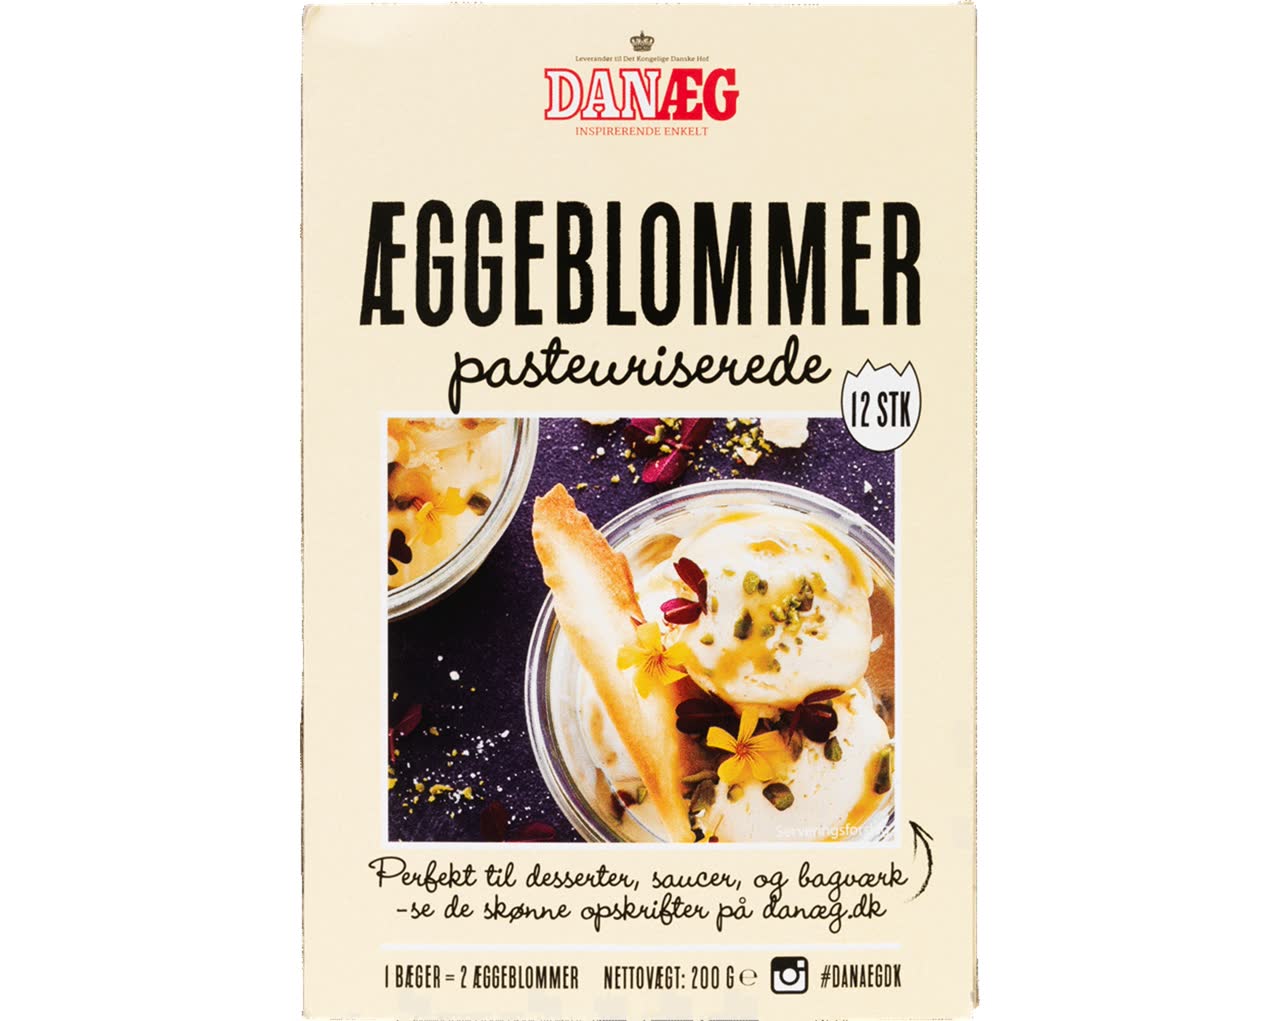 Leverandør til Det Kongelige Danske Hof
DANÆG
INSPIRERENDE ENKELT
ÆGGEBLOMMER
pasteuriserede
12 STK
Serveringsforslag
Perfekt til desserter, saucer, og bagværk
-se de skønne opskrifter på danæg.dk
1 BÆGER = 2 ÆGGEBLOMMER NETTOVÆGT: 200 G ℮ #DANAEGDK